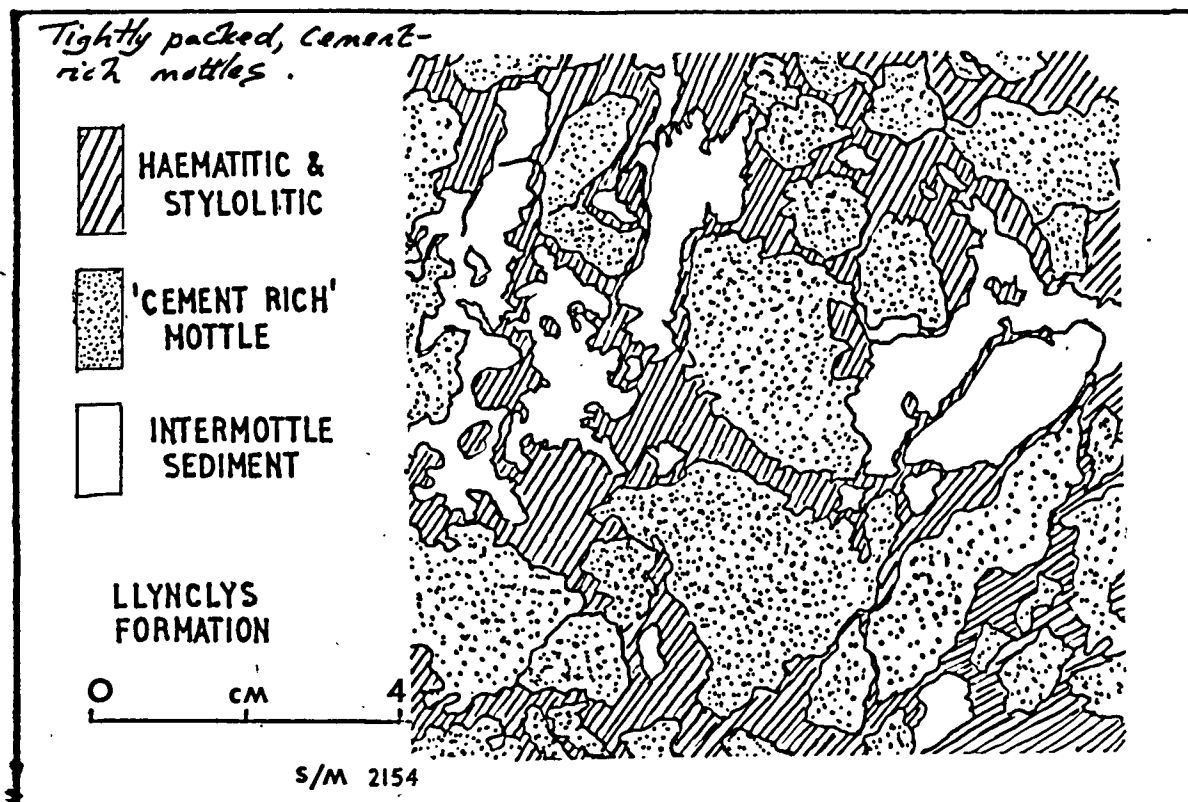 Tightly packed, cement-
rich mottles.
HAEMATITIC &
STYLOLITIC
'CEMENT RICH'
MOTTLE
INTERMOTTLE
SEDIMENT
LLYNCLYS
FORMATION
0 CM 4
S/M 2154